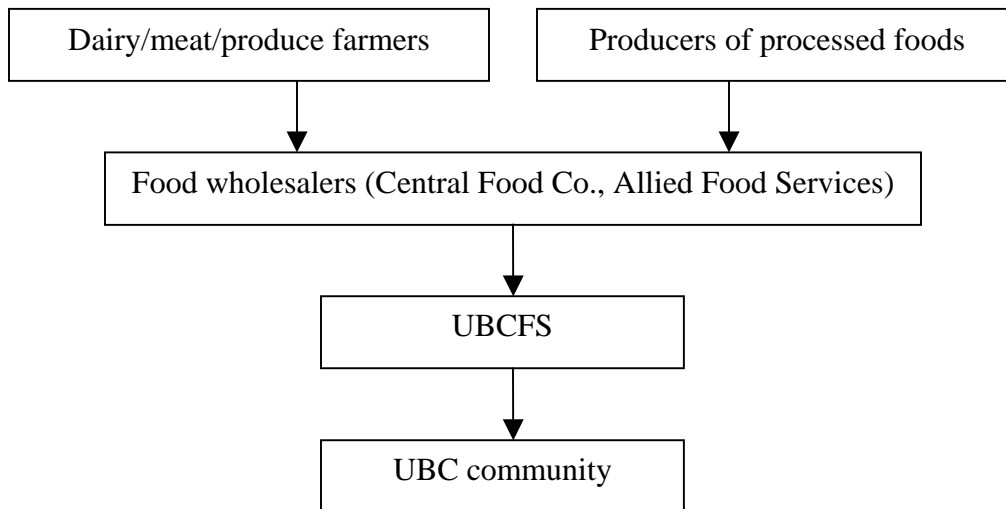 Dairy/meat/produce farmers
Producers of processed foods
Food wholesalers (Central Food Co., Allied Food Services)
UBCFS
UBC community